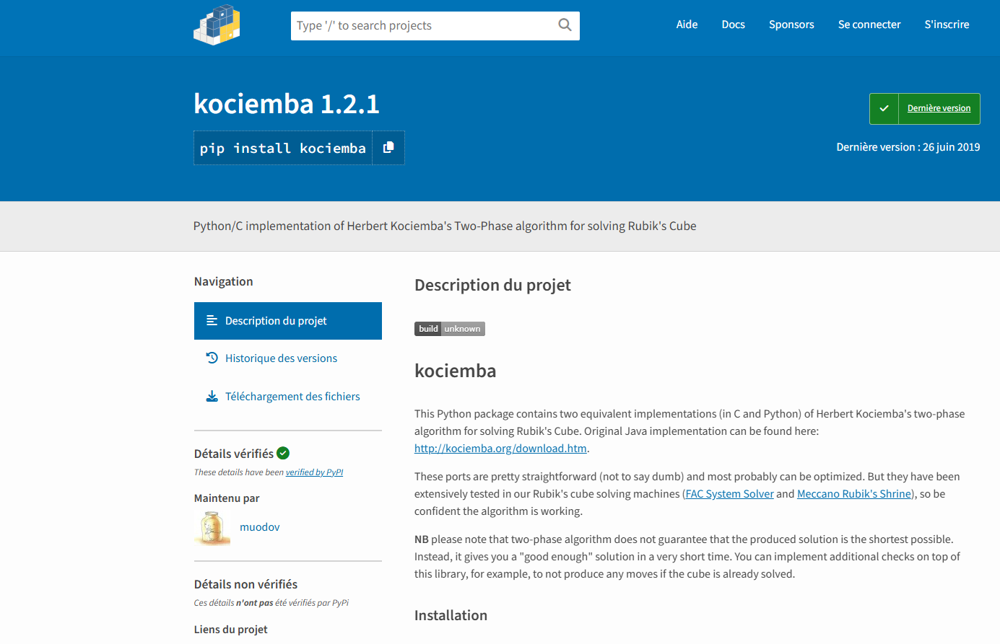 Type '/' to search projects
Aide
Docs
Sponsors
Se connecter
S'inscrire
kociemba 1.2.1
pip install kociemba
Dernière version
Dernière version : 26 juin 2019
Python/C implementation of Herbert Kociemba's Two-Phase algorithm for solving Rubik's Cube
Navigation
Description du projet
Historique des versions
Téléchargement des fichiers
Détails vérifiés
These details have been verified by PyPI
Maintenu par
muodov
Détails non vérifiés
Ces détails n'ont pas été vérifiés par PyPi
Liens du projet
Description du projet
build unknown
kociemba
This Python package contains two equivalent implementations (in C and Python) of Herbert Kociemba's two-phase
algorithm for solving Rubik's Cube. Original Java implementation can be found here:
http://kociemba.org/download.htm.
These ports are pretty straightforward (not to say dumb) and most probably can be optimized. But they have been
extensively tested in our Rubik's cube solving machines (FAC System Solver and Meccano Rubik's Shrine), so be
confident the algorithm is working.
NB please note that two-phase algorithm does not guarantee that the produced solution is the shortest possible.
Instead, it gives you a "good enough" solution in a very short time. You can implement additional checks on top of
this library, for example, to not produce any moves if the cube is already solved.
Installation